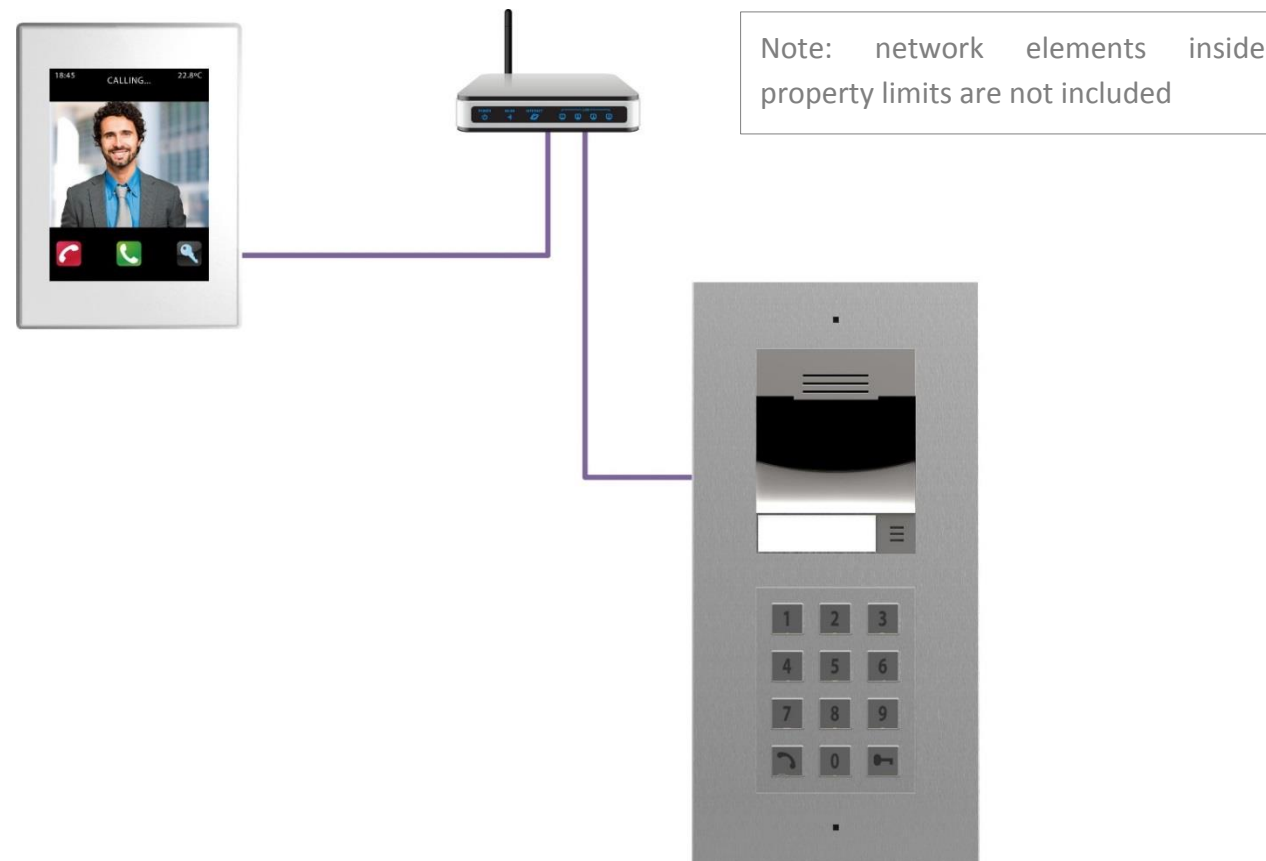 Note: network elements inside
property limits are not included
18:45 CALLING... 22.8ºC
1 2 3
4 5 6
7 8 9
0